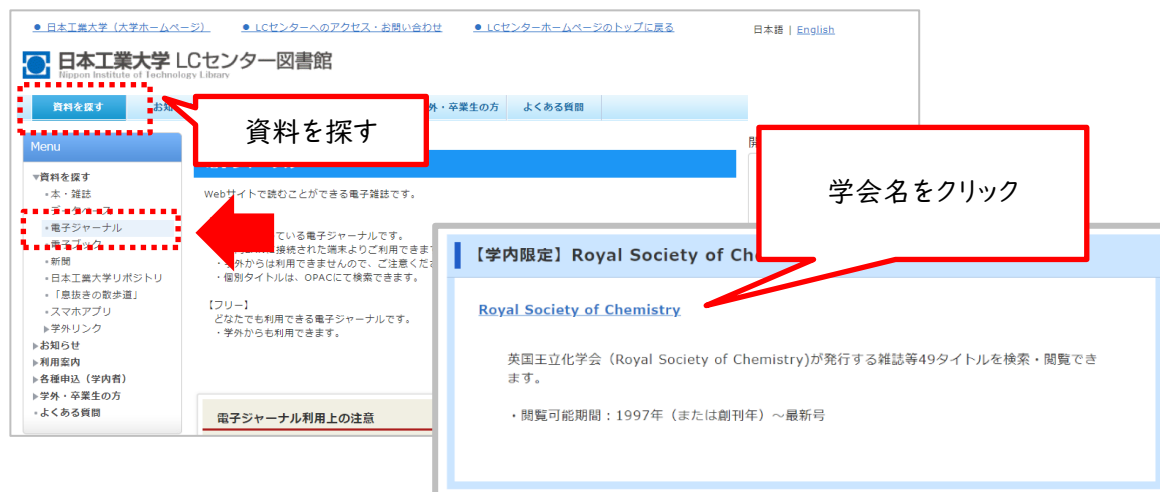 ● 日本工業大学（大学ホームページ） ● LCセンターへのアクセス・お問い合わせ ● LCセンターホームページのトップに戻る 日本語 | English
日本工業大学 LCセンター図書館
Nippon Institute of Technology Library
資料を探す お知 外・卒業生の方 よくある質問
資料を探す
Menu
▼資料を探す
・本・雑誌
・データベース
・電子ジャーナル
・電子ブック
・新聞
・日本工業大学リポジトリ
・「息抜きの散歩道」
・スマホアプリ
▶学外リンク
▶お知らせ
▶利用案内
▶各種申込（学内者）
▶学外・卒業生の方
・よくある質問
Webサイトで読むことができる電子雑誌です。
ている電子ジャーナルです。
接続された端末よりご利用できます
・学外からは利用できませんので、ご注意くだ
・個別タイトルは、OPACにて検索できます。
【フリー】
どなたでも利用できる電子ジャーナルです。
・学外からも利用できます。
電子ジャーナル利用上の注意
学会名をクリック
【学内限定】Royal Society of Ch
Royal Society of Chemistry
英国王立化学会（Royal Society of Chemistry)が発行する雑誌等49タイトルを検索・閲覧でき
ます。
・閲覧可能期間：1997年（または創刊年）～最新号